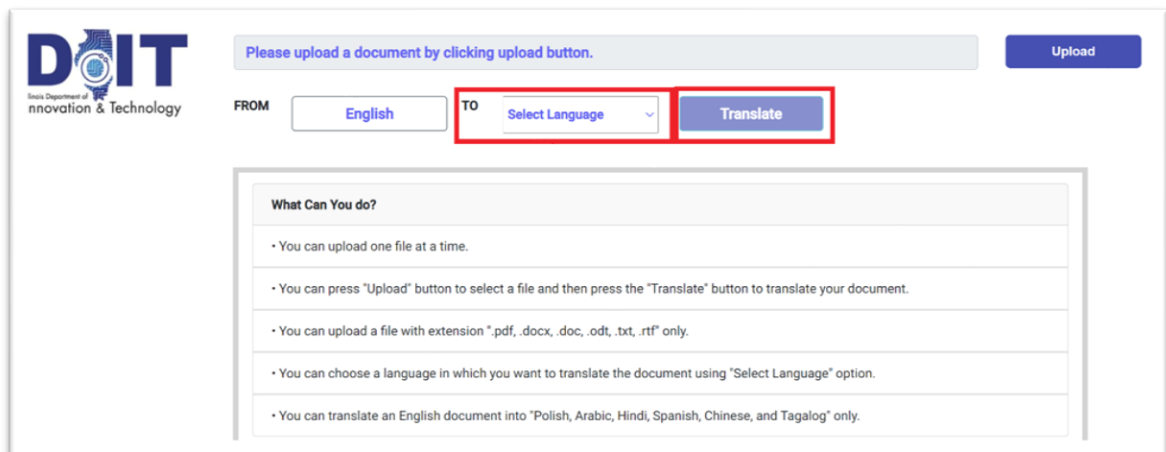 DoIT
llinois Department of
nnovation & Technology
Please upload a document by clicking upload button.
Upload
FROM
English
TO
Select Language
Translate
What Can You do?
• You can upload one file at a time.
• You can press "Upload" button to select a file and then press the "Translate" button to translate your document.
• You can upload a file with extension ".pdf, .docx, .doc, .odt, .txt, .rtf" only.
• You can choose a language in which you want to translate the document using "Select Language" option.
• You can translate an English document into "Polish, Arabic, Hindi, Spanish, Chinese, and Tagalog" only.